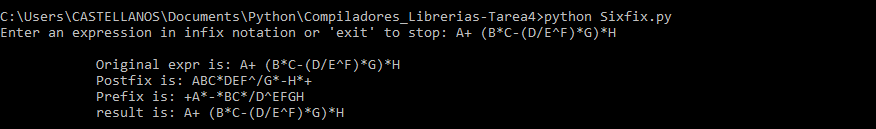 C:\Users\CASTELLANOS\Documents\Python\Compiladores_Librerias-Tarea4>python Sixfix.py
Enter an expression in infix notation or 'exit' to stop: A+ (B*C-(D/E^F)*G)*H
Original expr is: A+ (B*C-(D/E^F)*G)*H
Postfix is: ABC*DEF^/G*-H*+
Prefix is: +A*-*BC*/D^EFGH
result is: A+ (B*C-(D/E^F)*G)*H